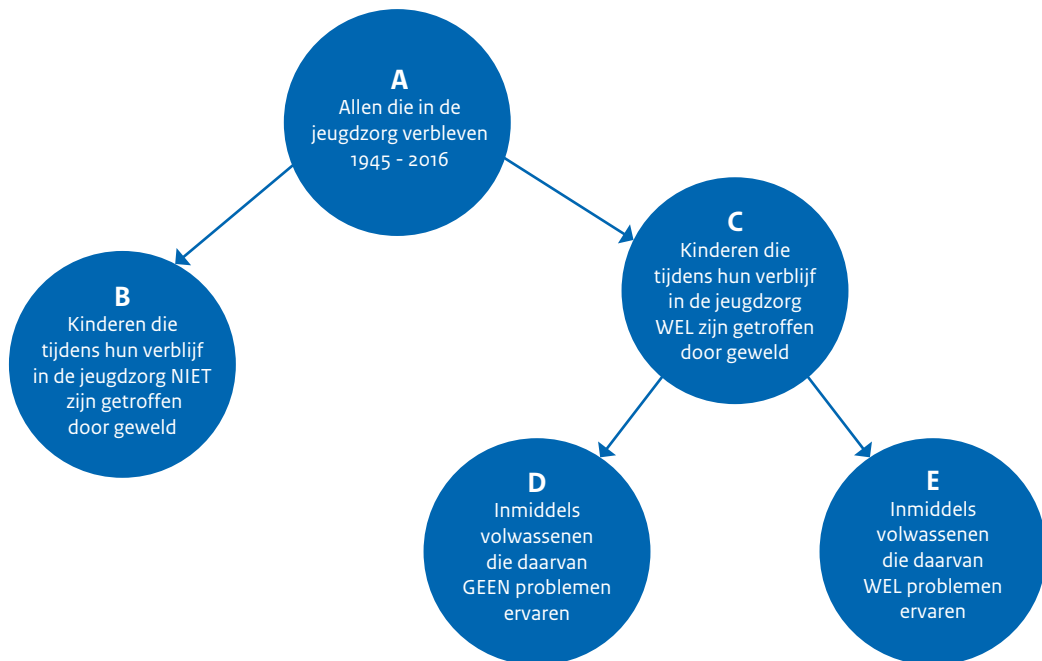 A
Allen die in de
jeugdzorg verbleven
1945 - 2016
B
Kinderen die
tijdens hun verblijf
in de jeugdzorg NIET
zijn getroffen
door geweld
C
Kinderen die
tijdens hun verblijf
in de jeugdzorg
WEL zijn getroffen
door geweld
D
Inmiddels
volwassenen
die daarvan
GEEN problemen
ervaren
E
Inmiddels
volwassenen
die daarvan
WEL problemen
ervaren